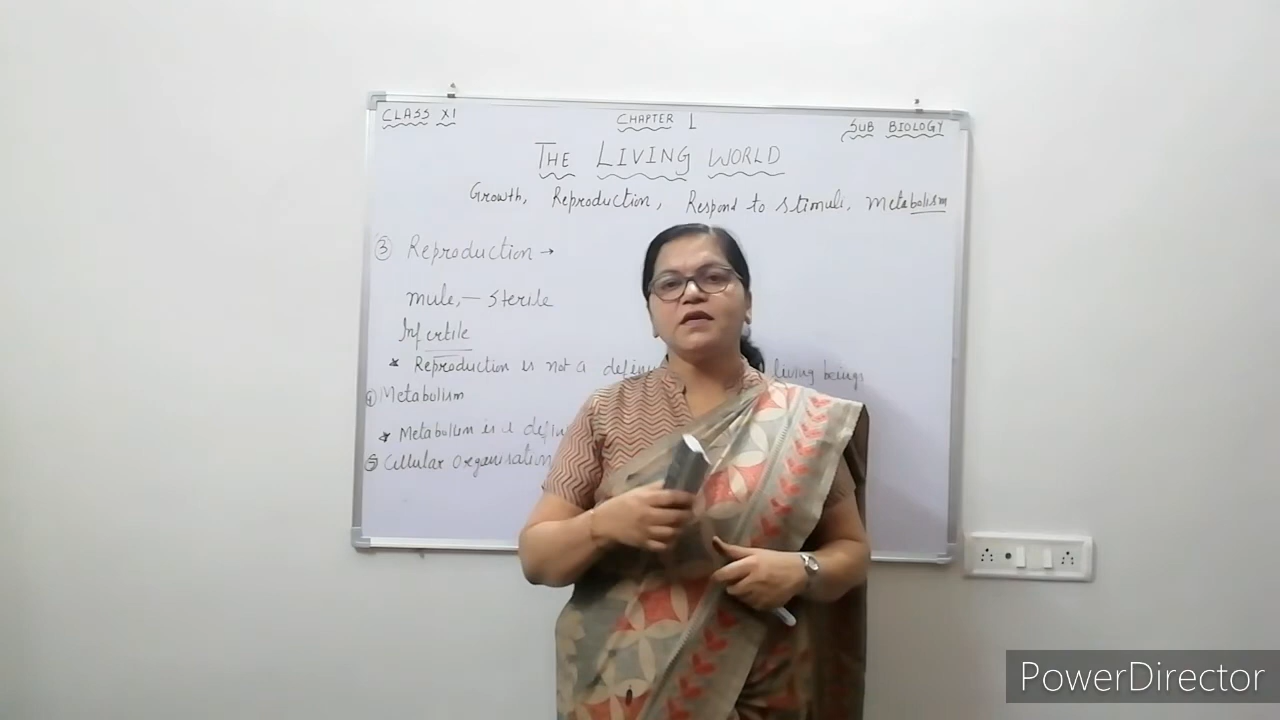 CLASS XI
CHAPTER 1
SUB BIOLOGY
THE LIVING WORLD
Growth, Reproduction, Respond to stimuli, Metabolism
③ Reproduction →
Mule, — Sterile
Infertile
* Reproduction is not a living beings
④ Metabolism
* Metabolism is a
⑤ Cellular Organisation
PowerDirector